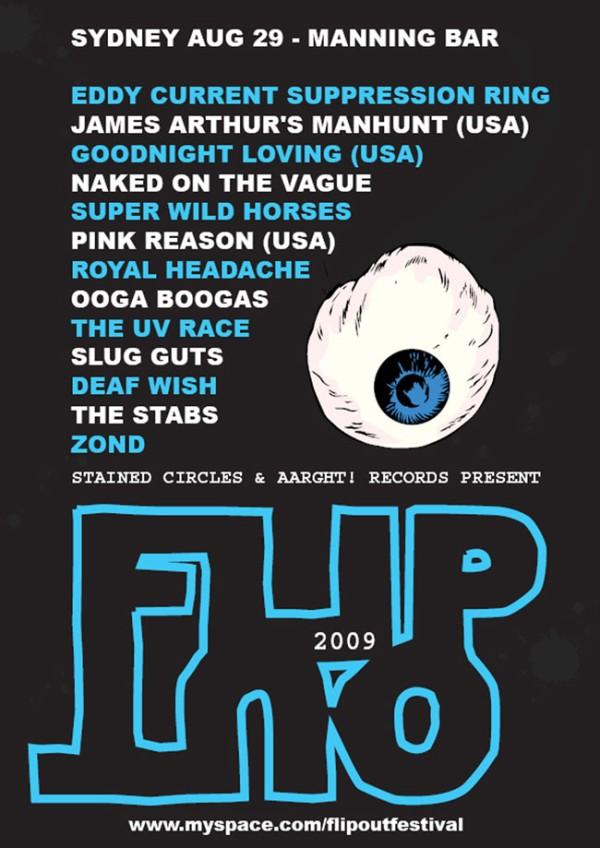 SYDNEY AUG 29 - MANNING BAR
EDDY CURRENT SUPPRESSION RING
JAMES ARTHUR'S MANHUNT (USA)
GOODNIGHT LOVING (USA)
NAKED ON THE VAGUE
SUPER WILD HORSES
PINK REASON (USA)
ROYAL HEADACHE
OOGA BOOGAS
THE UV RACE
SLUG GUTS
DEAF WISH
THE STABS
ZOND
STAINED CIRCLES & AARGHT! RECORDS PRESENT
FLIP
2009
OUT
www.myspace.com/flipoutfestival